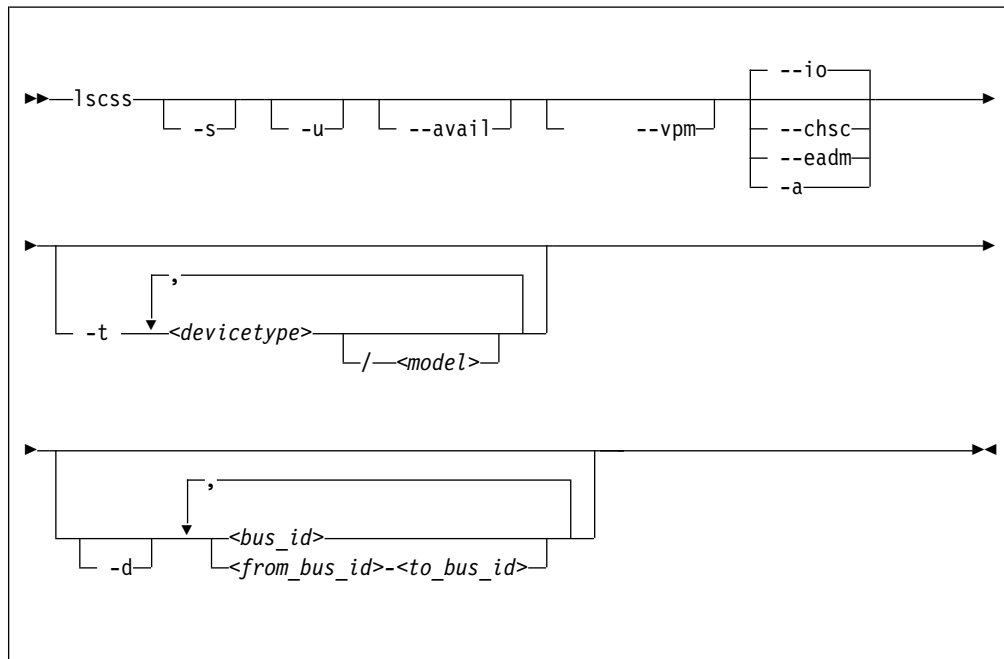 --io
lscss -s -u --avail --vpm --chsc
--eadm
-a
,
-t <devicetype>
/ <model>
,
<bus_id>
-d <from_bus_id>-<to_bus_id>